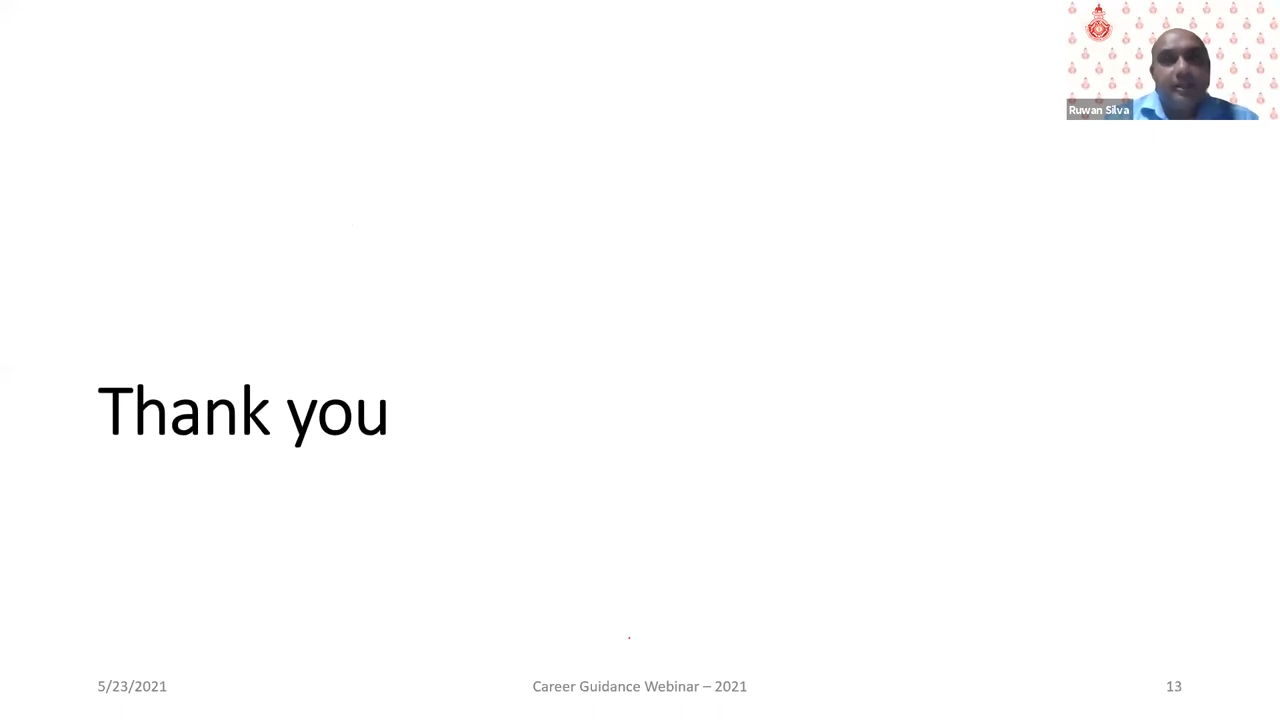 Ruwan Silva
Thank you
5/23/2021
Career Guidance Webinar – 2021
13